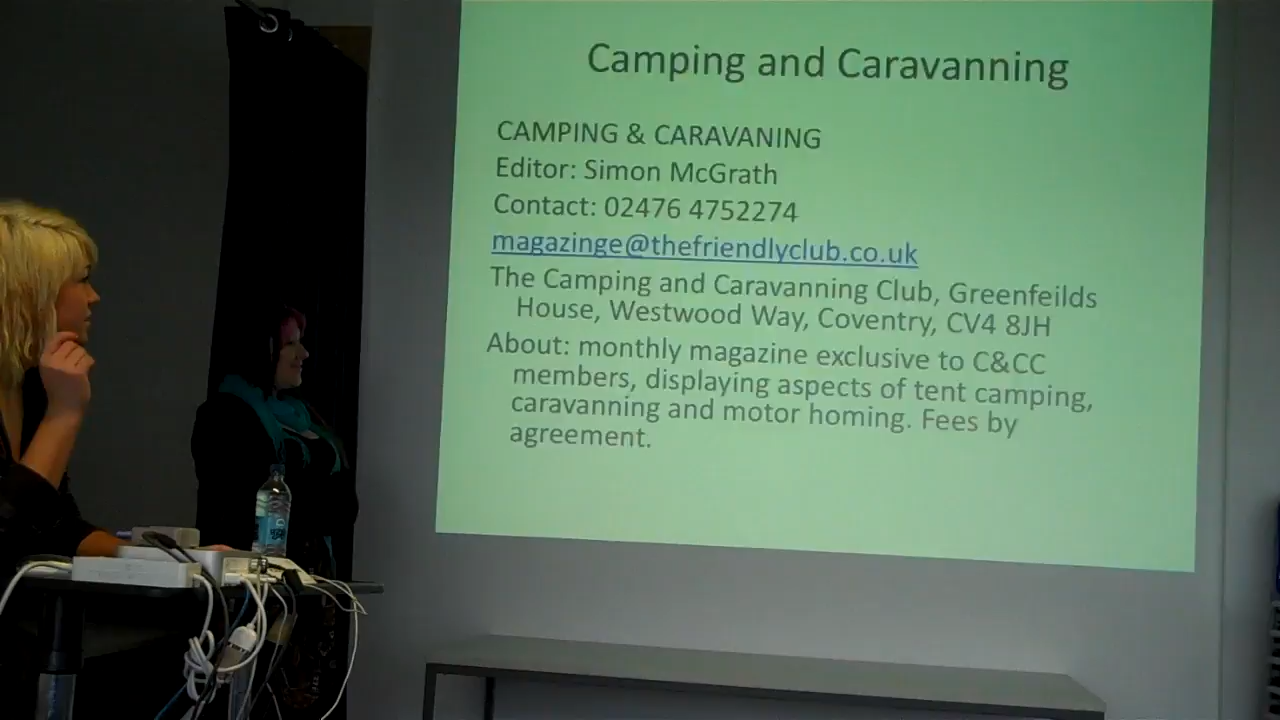 Camping and Caravanning
CAMPING & CARAVANING
Editor: Simon McGrath
Contact: 02476 4752274
magazinge@thefriendlyclub.co.uk
The Camping and Caravanning Club, Greenfeilds
House, Westwood Way, Coventry, CV4 8JH
About: monthly magazine exclusive to C&CC
members, displaying aspects of tent camping,
caravanning and motor homing. Fees by
agreement.